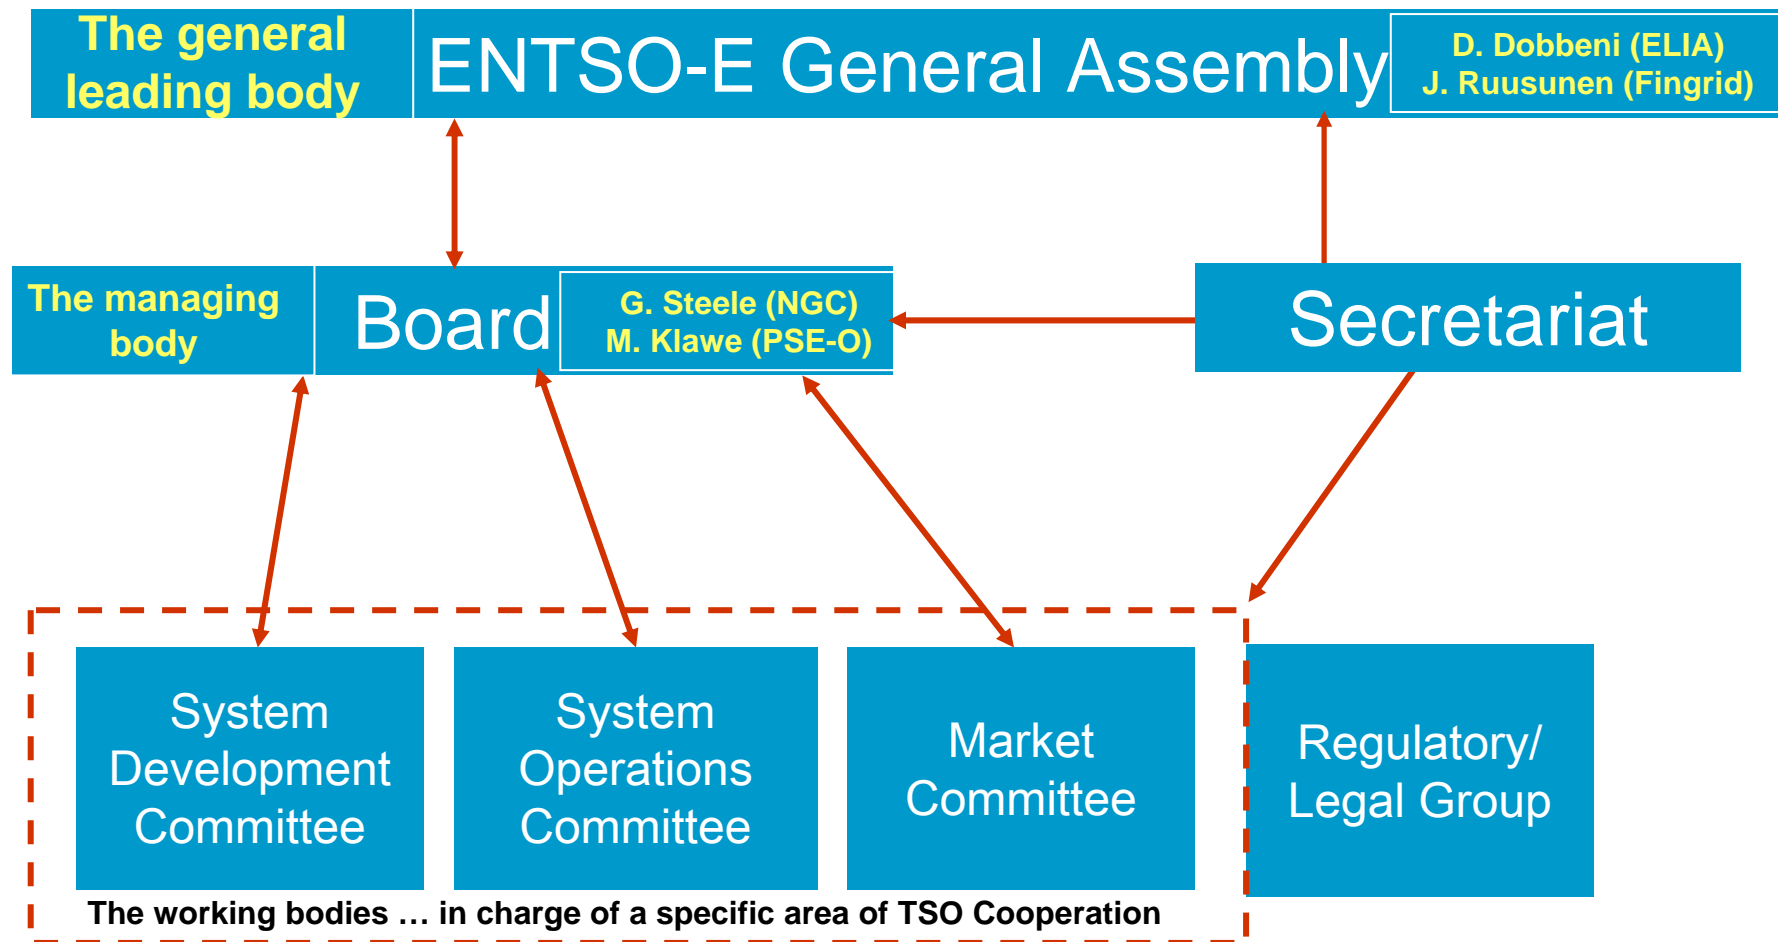 The general
leading body
ENTSO-E General Assembly
D. Dobbeni (ELIA)
J. Ruusunen (Fingrid)
The managing
body
Board
G. Steele (NGC)
M. Klawe (PSE-O)
Secretariat
System
Development
Committee
System
Operations
Committee
Market
Committee
Regulatory/
Legal Group
The working bodies … in charge of a specific area of TSO Cooperation